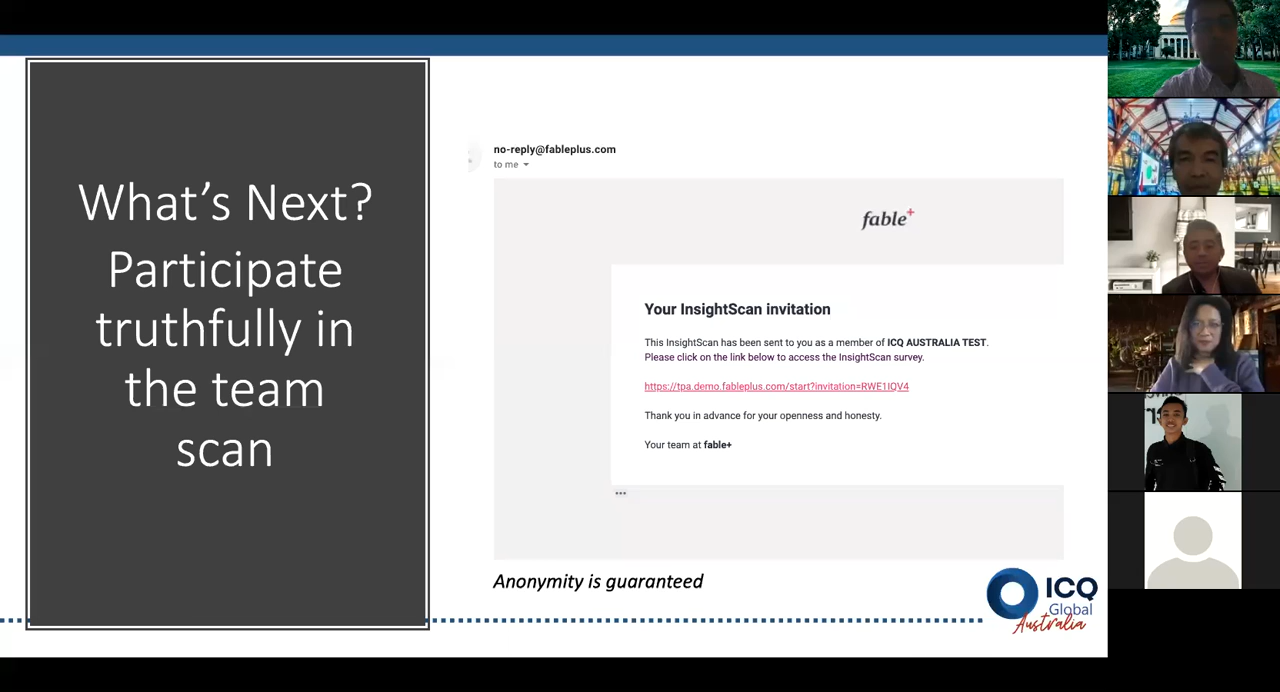 What's Next?
Participate
truthfully in
the team
scan
no-reply@fableplus.com
to me
fable+
Your InsightScan invitation
This InsightScan has been sent to you as a member of ICQ AUSTRALIA TEST.
Please click on the link below to access the InsightScan survey.
https://tpa.demo.fableplus.com/start?invitation=RWE1IQV4
Thank you in advance for your openness and honesty.
Your team at fable+
Anonymity is guaranteed
ICQ
Global
Australia